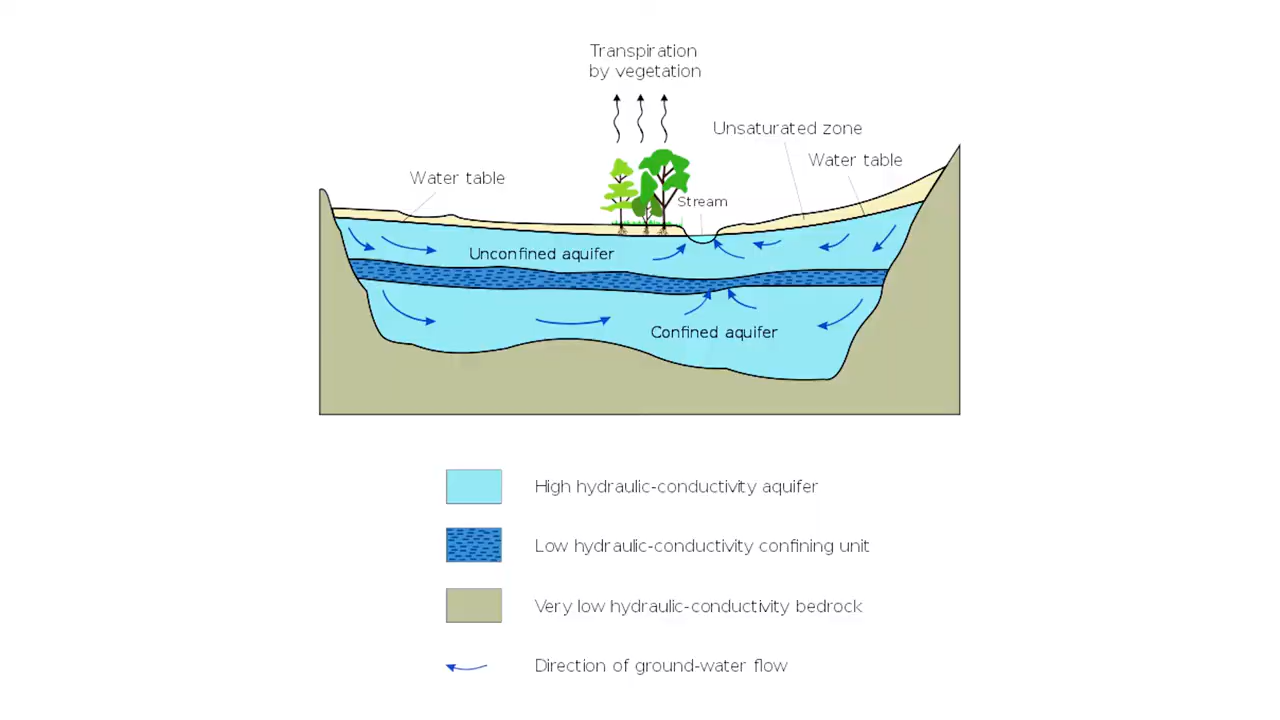 Transpiration
by vegetation
Unsaturated zone
Water table
Water table
Stream
Unconfined aquifer
Confined aquifer
High hydraulic-conductivity aquifer
Low hydraulic-conductivity confining unit
Very low hydraulic-conductivity bedrock
Direction of ground-water flow